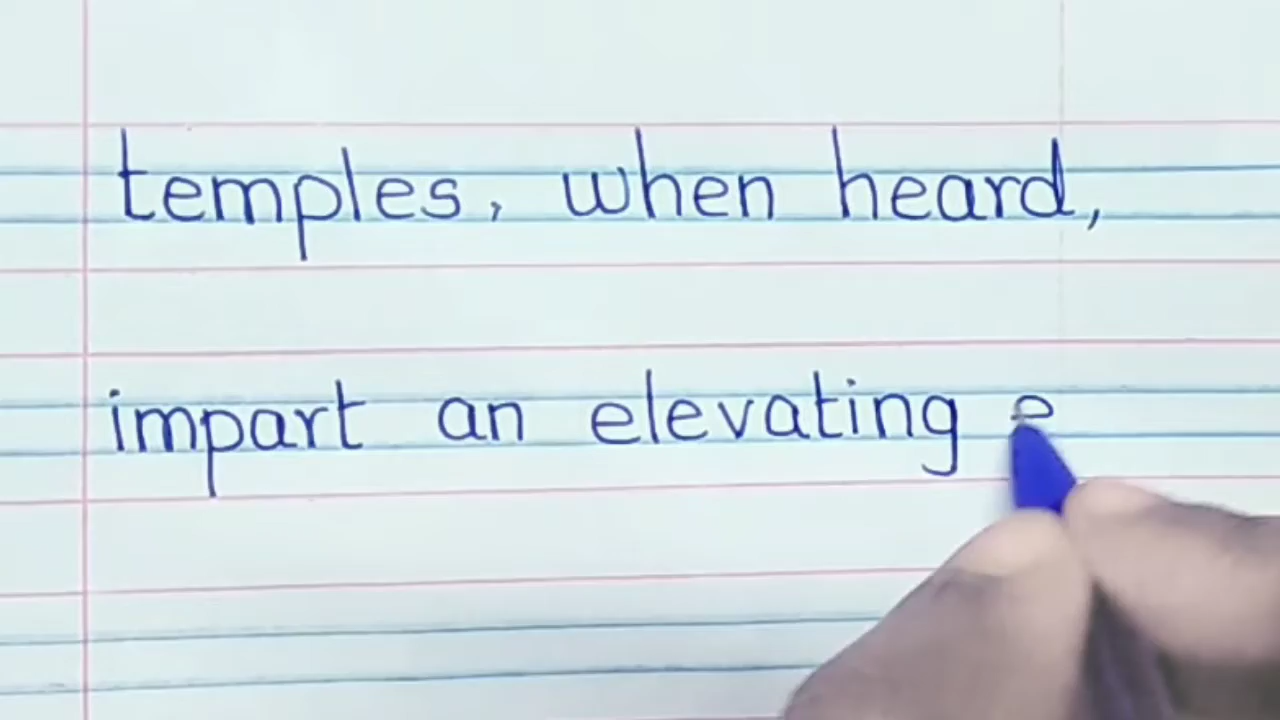 temples, when heard,
impart an elevating e